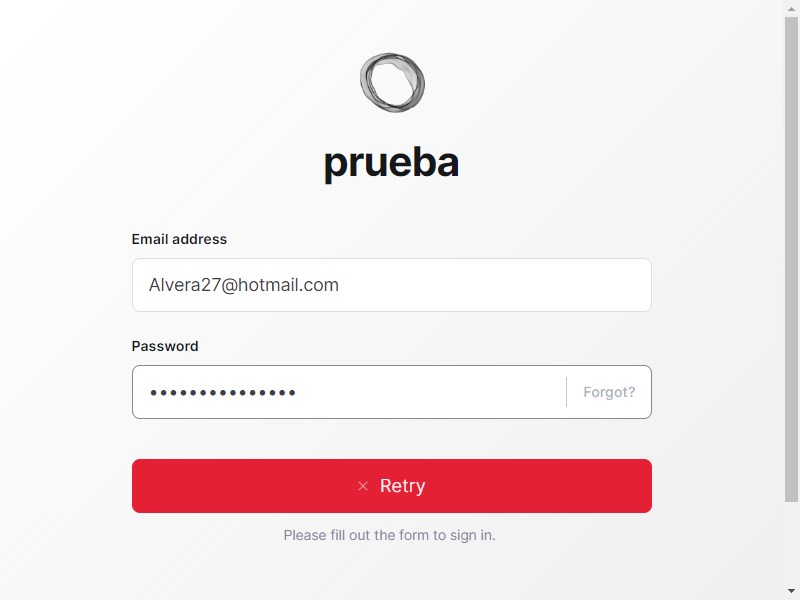 prueba
Email address
Alvera27@hotmail.com
Password
•••••••••••••••
Forgot?
× Retry
Please fill out the form to sign in.